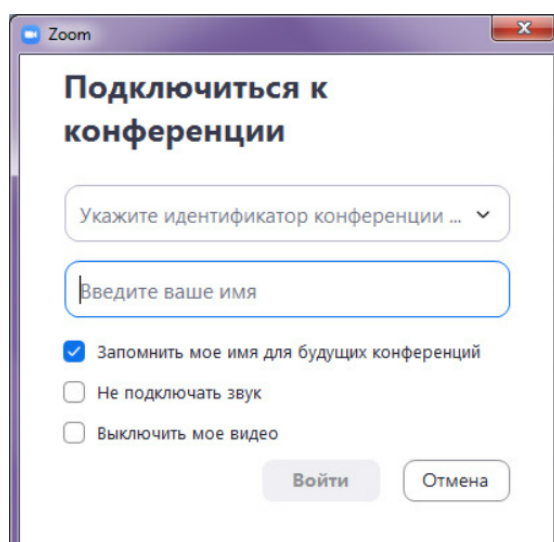 Zoom
Подключиться к
конференции
Укажите идентификатор конференции ...
Введите ваше имя
Запомнить мое имя для будущих конференций
Не подключать звук
Выключить мое видео
Войти Отмена